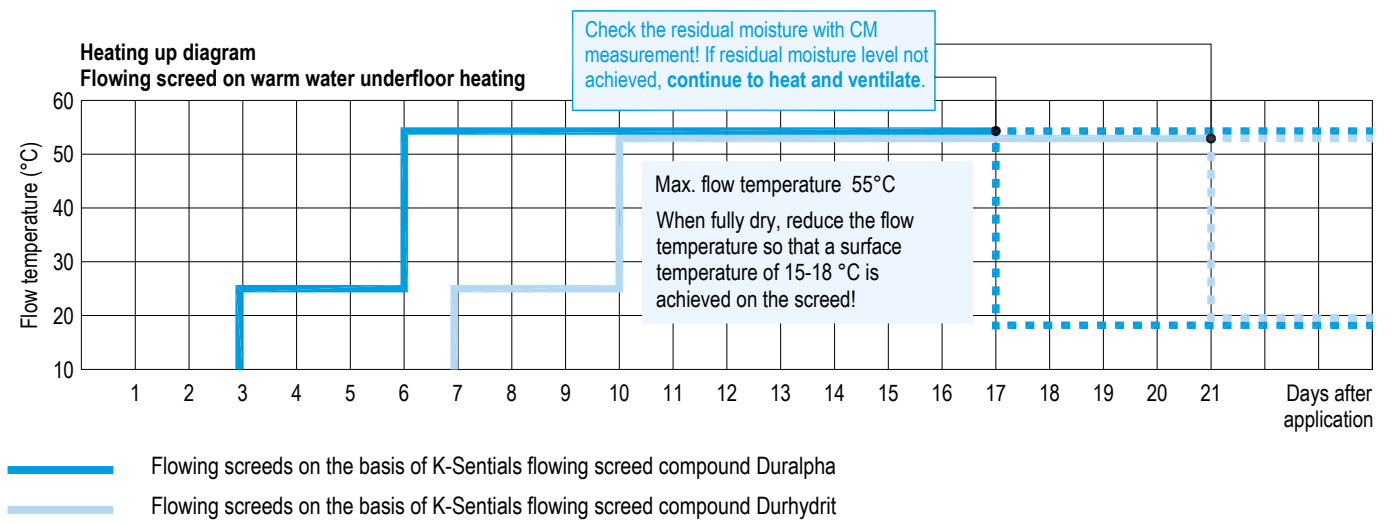 Heating up diagram
Flowing screed on warm water underfloor heating
Check the residual moisture with CM
measurement! If residual moisture level not
achieved, continue to heat and ventilate.
Flow temperature (°C)
60
50
40
30
20
10
Max. flow temperature 55°C
When fully dry, reduce the flow
temperature so that a surface
temperature of 15-18 °C is
achieved on the screed!
1 2 3 4 5 6 7 8 9 10 11 12 13 14 15 16 17 18 19 20 21 Days after
application
Flowing screeds on the basis of K-Sentials flowing screed compound Duralpha
Flowing screeds on the basis of K-Sentials flowing screed compound Durhydrit